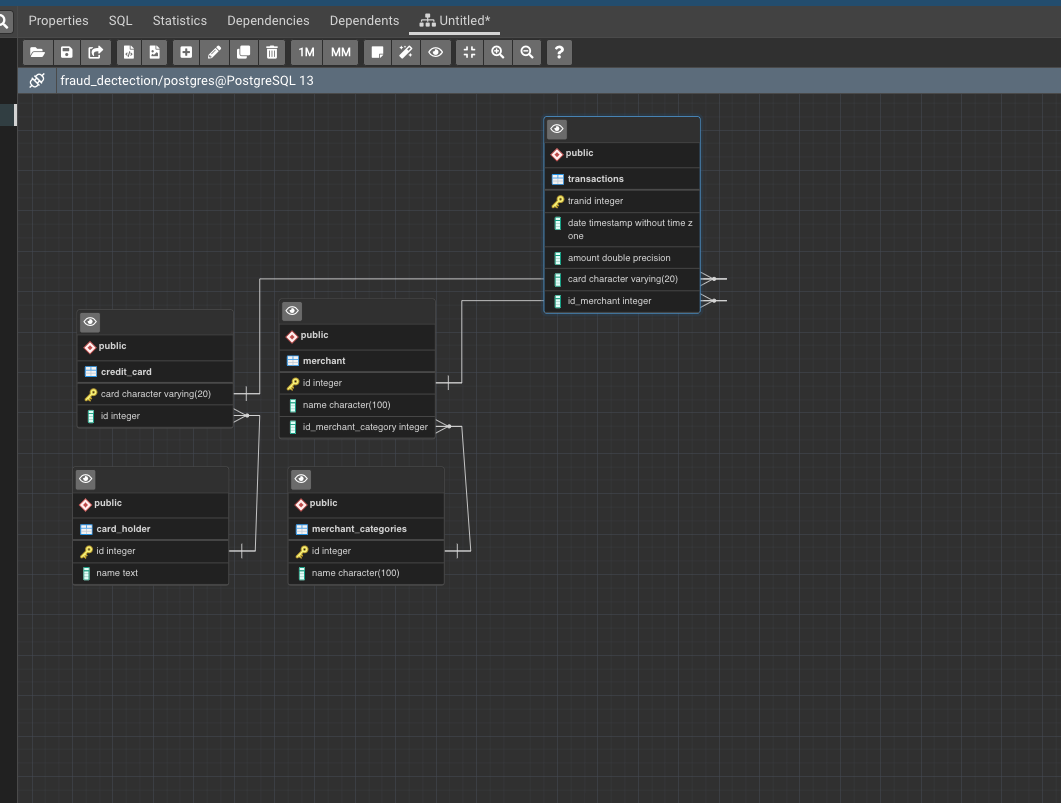 Properties SQL Statistics Dependencies Dependents Untitled*
1M MM ?
fraud_dectection/postgres@PostgreSQL 13
public
transactions
tranid integer
date timestamp without time z
one
amount double precision
card character varying(20)
id_merchant integer
public
credit_card
card character varying(20)
id integer
public
merchant
id integer
name character(100)
id_merchant_category integer
public
card_holder
id integer
name text
public
merchant_categories
id integer
name character(100)